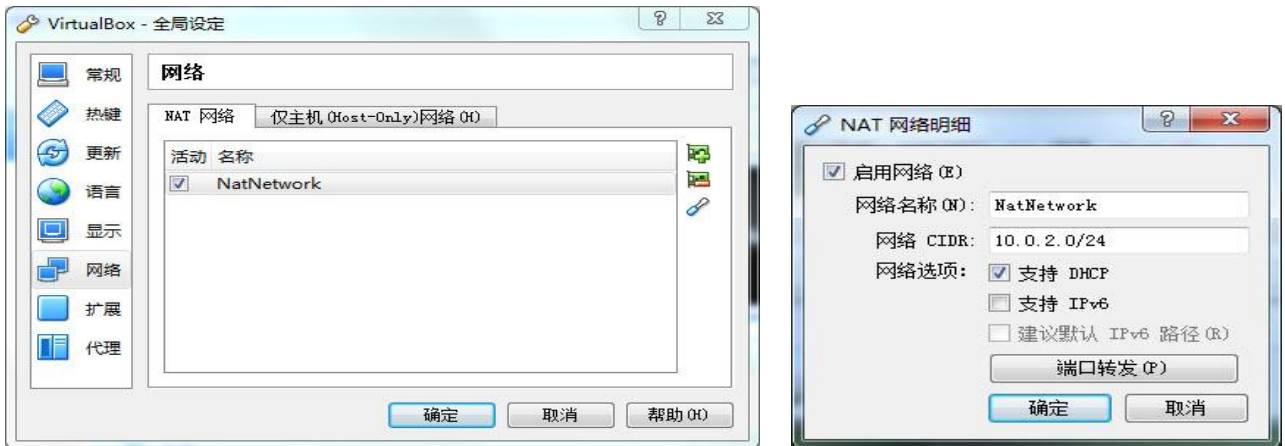 VirtualBox - 全局设定
常规
热键
更新
语言
显示
网络
扩展
代理
网络
NAT 网络
仅主机(Host-Only)网络(H)
活动 名称
NatNetwork
确定
取消
帮助(H)
NAT 网络明细
启用网络(E)
网络名称(N): NatNetwork
网络 CIDR: 10.0.2.0/24
网络选项: 支持 DHCP
支持 IPv6
建议默认 IPv6 路径(R)
端口转发(P)
确定
取消